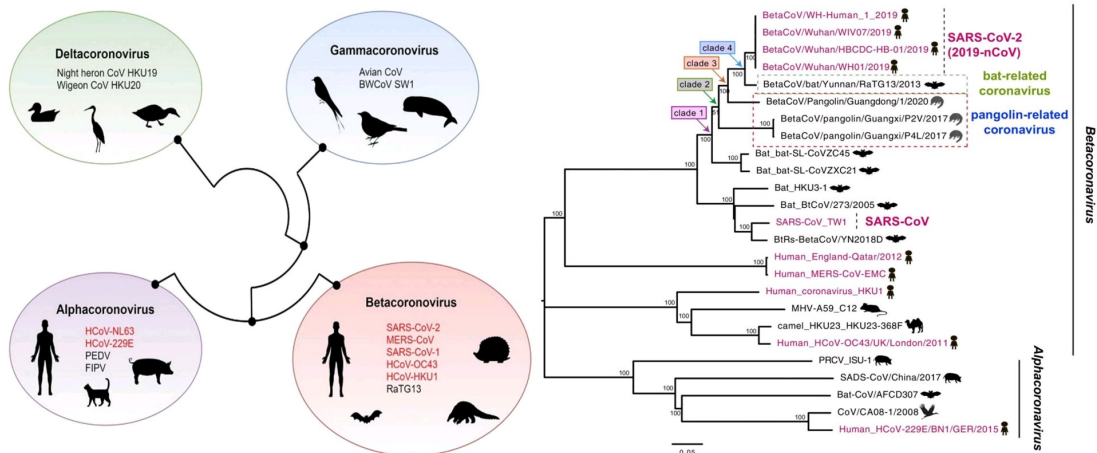 Deltacoronovirus
Night heron CoV HKU19
Wigeon CoV HKU20
Gammacoronovirus
Avian CoV
BWCoV SW1
Alphacoronovirus
HCoV-NL63
HCoV-229E
PEDV
FIPV
Betacoronovirus
SARS-CoV-2
MERS-CoV
SARS-CoV-1
HCoV-OC43
HCoV-HKU1
RaTG13
BetaCoV/WH-Human_1_2019
BetaCoV/Wuhan/WIV07/2019
BetaCoV/Wuhan/HBCDC-HB-01/2019
BetaCoV/Wuhan/WH01/2019
SARS-CoV-2
(2019-nCoV)
clade 4
100
BetaCoV/bat/Yunnan/RaTG13/2013
bat-related
coronavirus
clade 3
100
BetaCoV/Pangolin/Guangdong/1/2020
clade 2
BetaCoV/pangolin/Guangxi/P2V/2017
100
BetaCoV/pangolin/Guangxi/P4L/2017
pangolin-related
coronavirus
clade 1
100
Bat_bat-SL-CoVZC45
100
Bat_bat-SL-CoVZXC21
Bat_HKU3-1
100
Bat_BtCoV/273/2005
100
SARS-CoV_TW1
SARS-CoV
100
BtRs-BetaCoV/YN2018D
100
Human_England-Qatar/2012
100
Human_MERS-CoV-EMC
Human_coronavirus_HKU1
100
MHV-A59_C12
100
camel_HKU23_HKU23-368F
100
Human_HCoV-OC43/UK/London/2011
Betacoronavirus
PRCV_ISU-1
100
SADS-CoV/China/2017
100
Bat-CoV/AFCD307
100
CoV/CA08-1/2008
100
Human_HCoV-229E/BN1/GER/2015
Alphacoronavirus
0.05